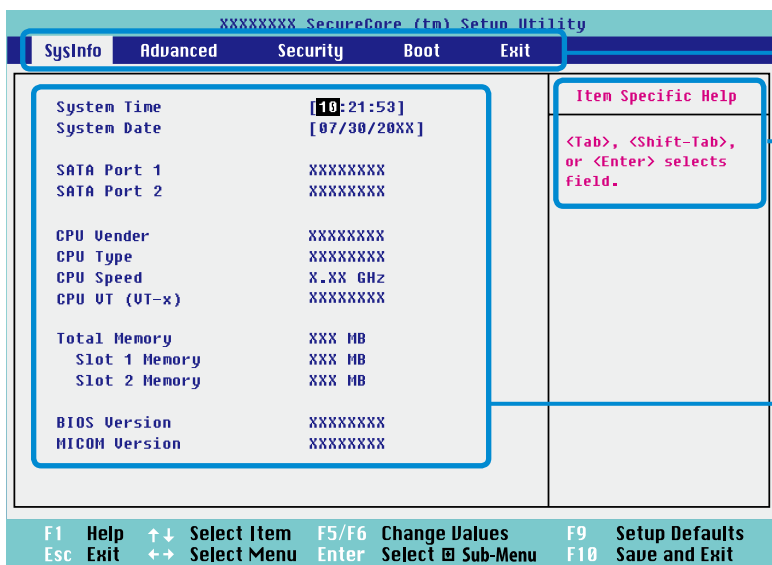 XXXXXXXX SecureCore (tm) Setup Utility
SysInfo Advanced Security Boot Exit
System Time [10:21:53]
System Date [07/30/20XX]
SATA Port 1 XXXXXXXX
SATA Port 2 XXXXXXXX
CPU Vender XXXXXXXX
CPU Type XXXXXXXX
CPU Speed X.XX GHz
CPU VT (VT-x) XXXXXXXX
Total Memory XXX MB
Slot 1 Memory XXX MB
Slot 2 Memory XXX MB
BIOS Version XXXXXXXX
MICOM Version XXXXXXXX
Item Specific Help
<Tab>, <Shift-Tab>,
or <Enter> selects
field.
F1 Help ↑↓ Select Item F5/F6 Change Values F9 Setup Defaults
Esc Exit ←→ Select Menu Enter Select ⊡ Sub-Menu F10 Save and Exit